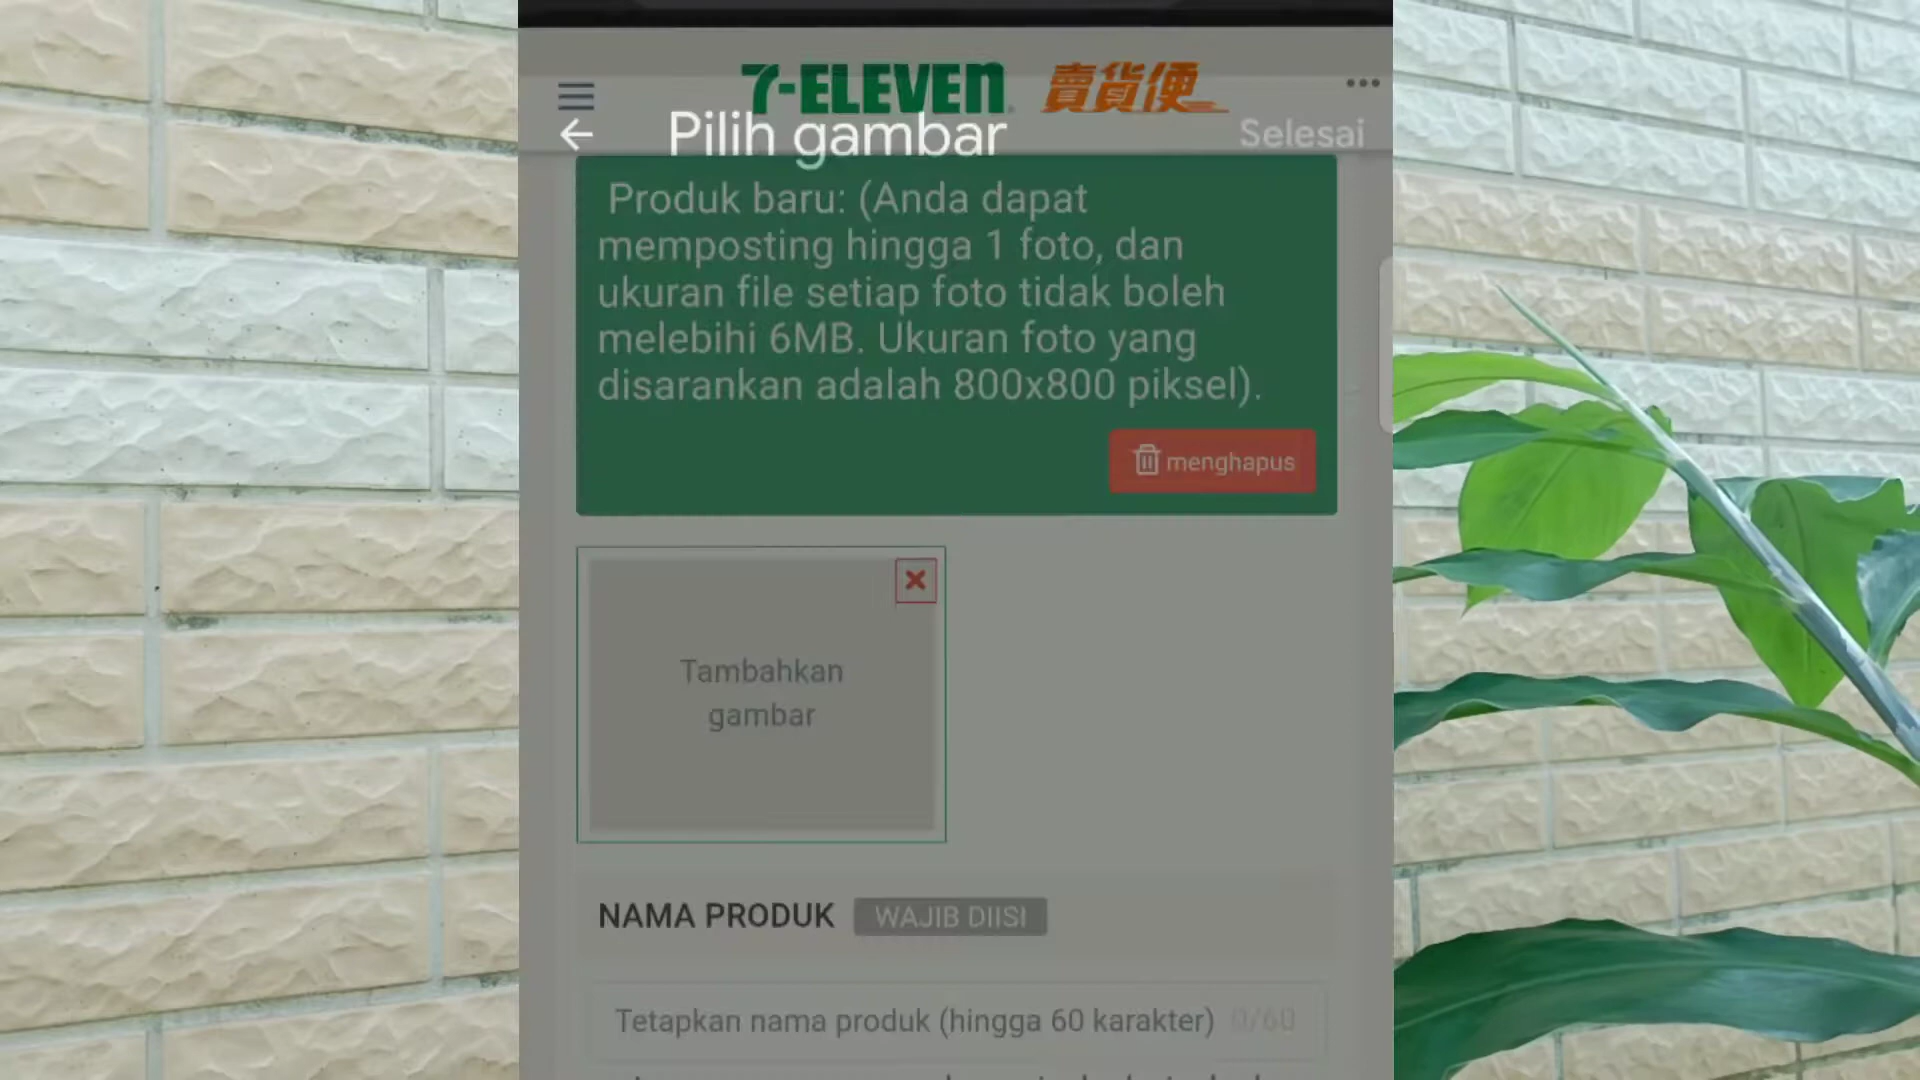 7-ELEVEN 賣貨便
Pilih gambar
Selesai
Produk baru: (Anda dapat
memposting hingga 1 foto, dan
ukuran file setiap foto tidak boleh
melebihi 6MB. Ukuran foto yang
disarankan adalah 800x800 piksel).
menghapus
Tambahkan
gambar
NAMA PRODUK WAJIB DIISI
Tetapkan nama produk (hingga 60 karakter) 0/60